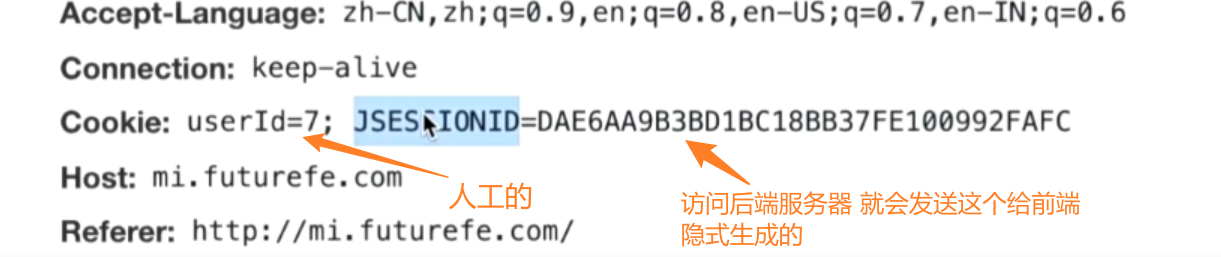 Accept-Language: zh-CN,zh;q=0.9,en;q=0.8,en-US;q=0.7,en-IN;q=0.6
Connection: keep-alive
Cookie: userId=7; JSESSIONID=DAE6AA9B3BD1BC18BB37FE100992FAFC
Host: mi.futurefe.com
人工的
访问后端服务器 就会发送这个给前端
隐式生成的
Referer: http://mi.futurefe.com/